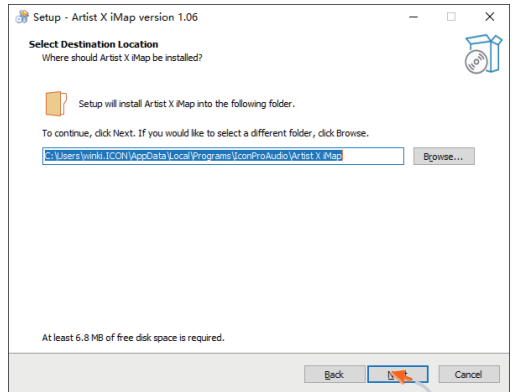 Setup - Artist X iMap version 1.06
Select Destination Location
Where should Artist X iMap be installed?
Setup will install Artist X iMap into the following folder.
To continue, click Next. If you would like to select a different folder, click Browse.
C:\Users\winki.ICON\AppData\Local\Programs\IconProAudio\Artist X iMap
Browse...
At least 6.8 MB of free disk space is required.
Back
Cancel